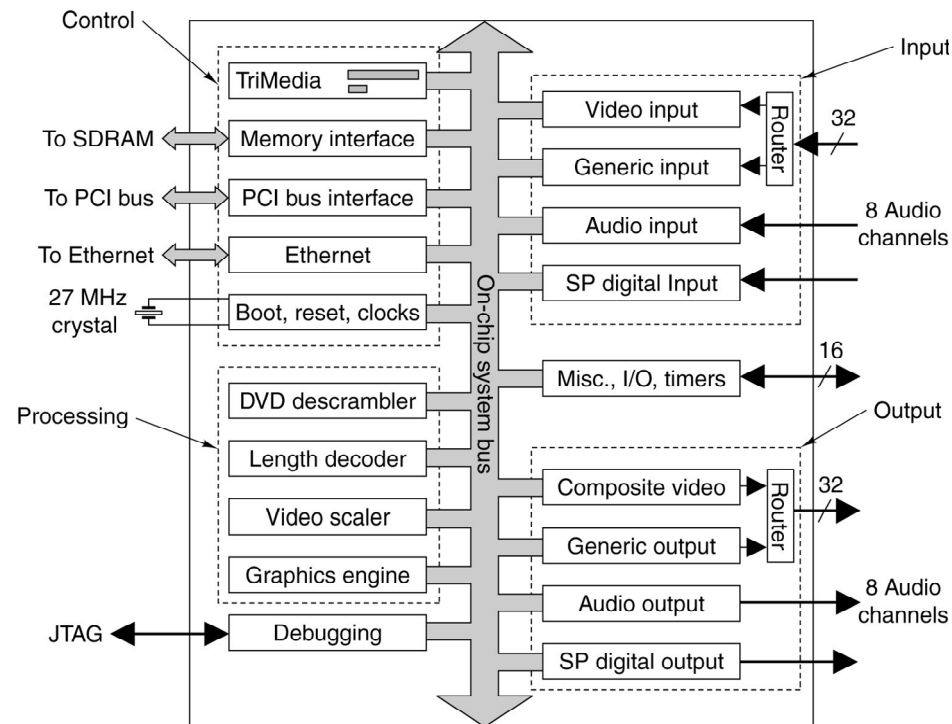 Control
TriMedia
To SDRAM
Memory interface
To PCI bus
PCI bus interface
To Ethernet
Ethernet
27 MHz
crystal
Boot, reset, clocks
Processing
DVD descrambler
Length decoder
Video scaler
Graphics engine
JTAG
Debugging
On-chip system bus
Input
Video input
Router
32
Generic input
Audio input
8 Audio
channels
SP digital Input
Misc., I/O, timers
16
Output
Composite video
Router
32
Generic output
Audio output
8 Audio
channels
SP digital output